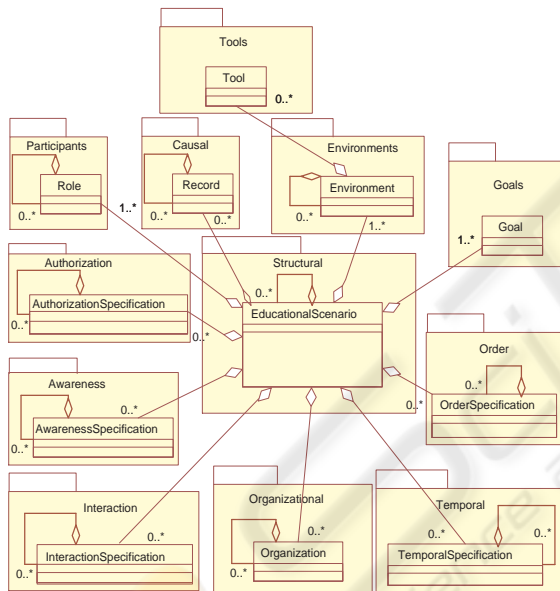 Tools
Tool
0..*
Participants
Role
0..*
1..*
Causal
Record
0..*
0..*
Environments
Environment
0..*
1..*
Goals
Goal
1..*
Authorization
AuthorizationSpecification
0..*
0..*
Structural
0..*
EducationalScenario
Order
0..*
OrderSpecification
0..*
Awareness
0..*
AwarenessSpecification
0..*
Interaction
0..*
InteractionSpecification
0..*
Organizational
0..*
Organization
0..*
Temporal
0..*
0..*
TemporalSpecification